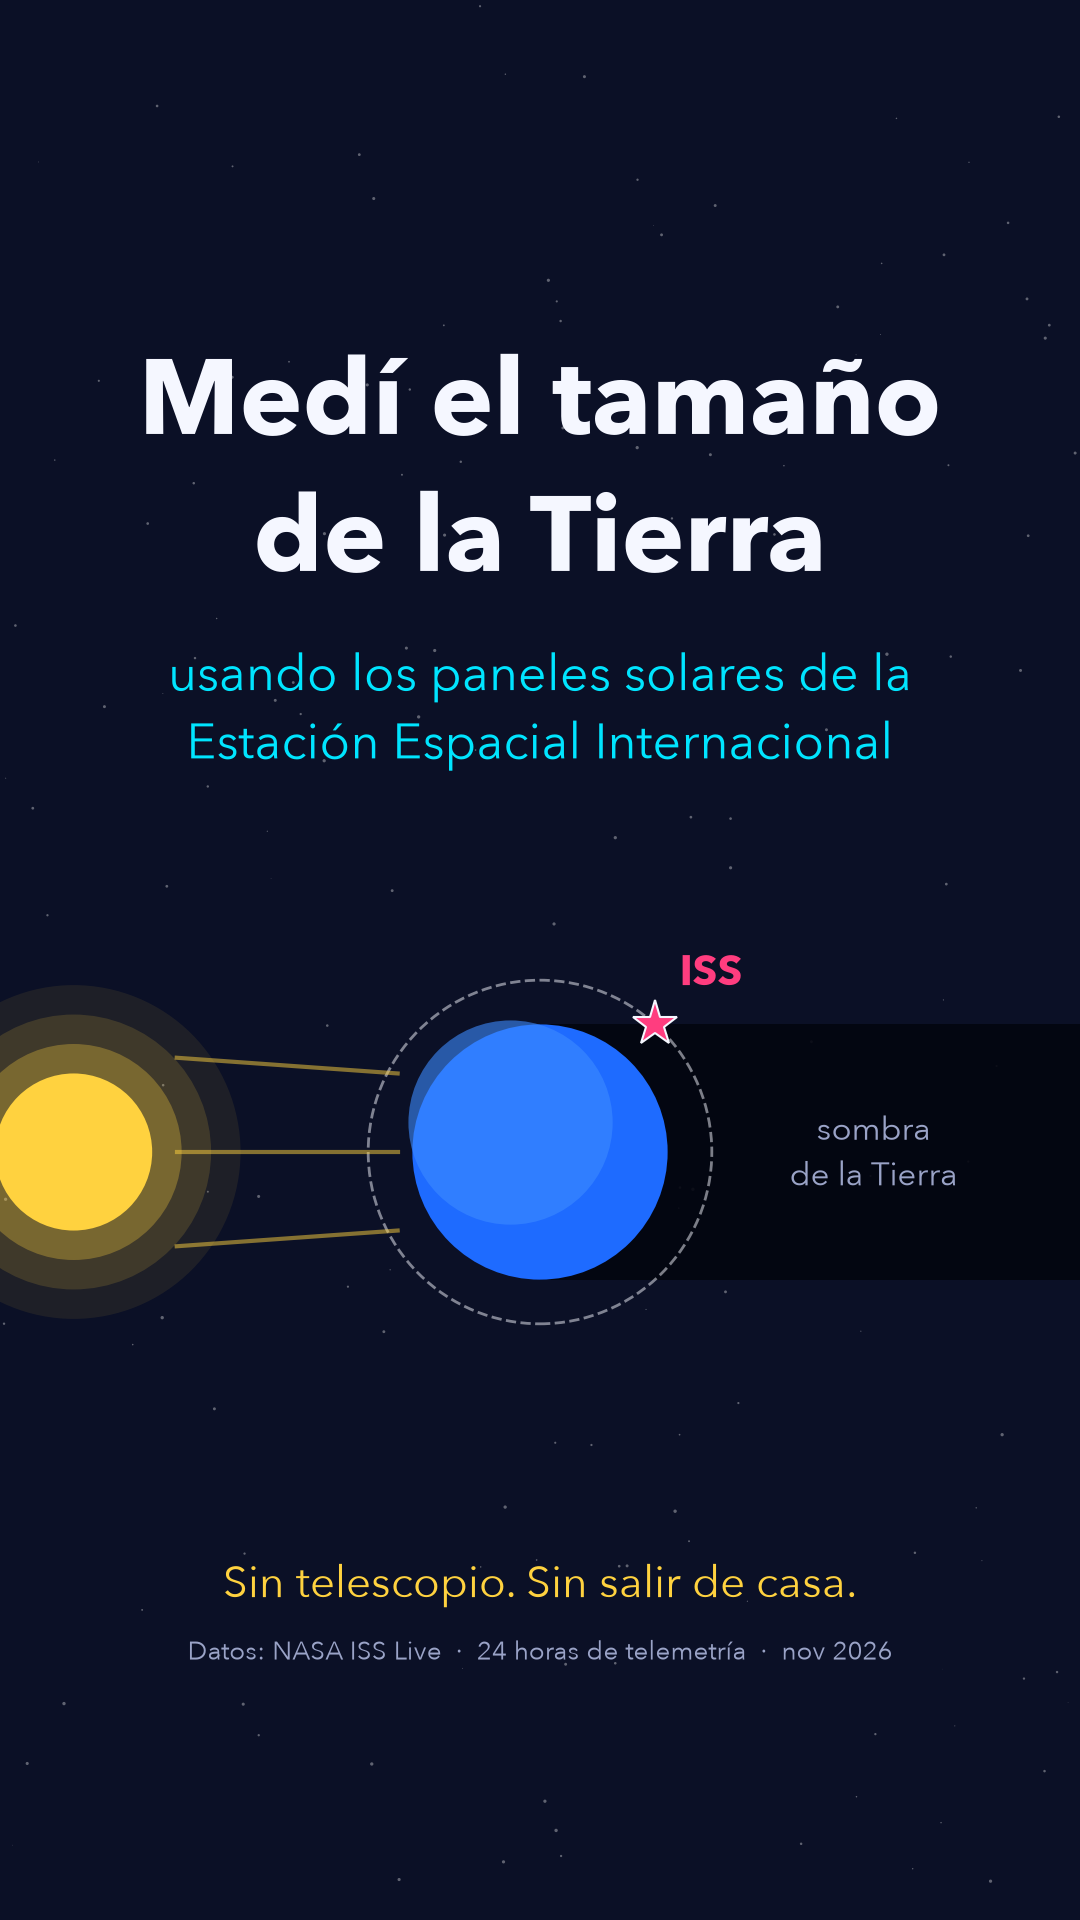 Medí el tamaño
de la Tierra
usando los paneles solares de la
Estación Espacial Internacional
ISS
sombra
de la Tierra
Sin telescopio. Sin salir de casa.
Datos: NASA ISS Live · 24 horas de telemetría · nov 2026